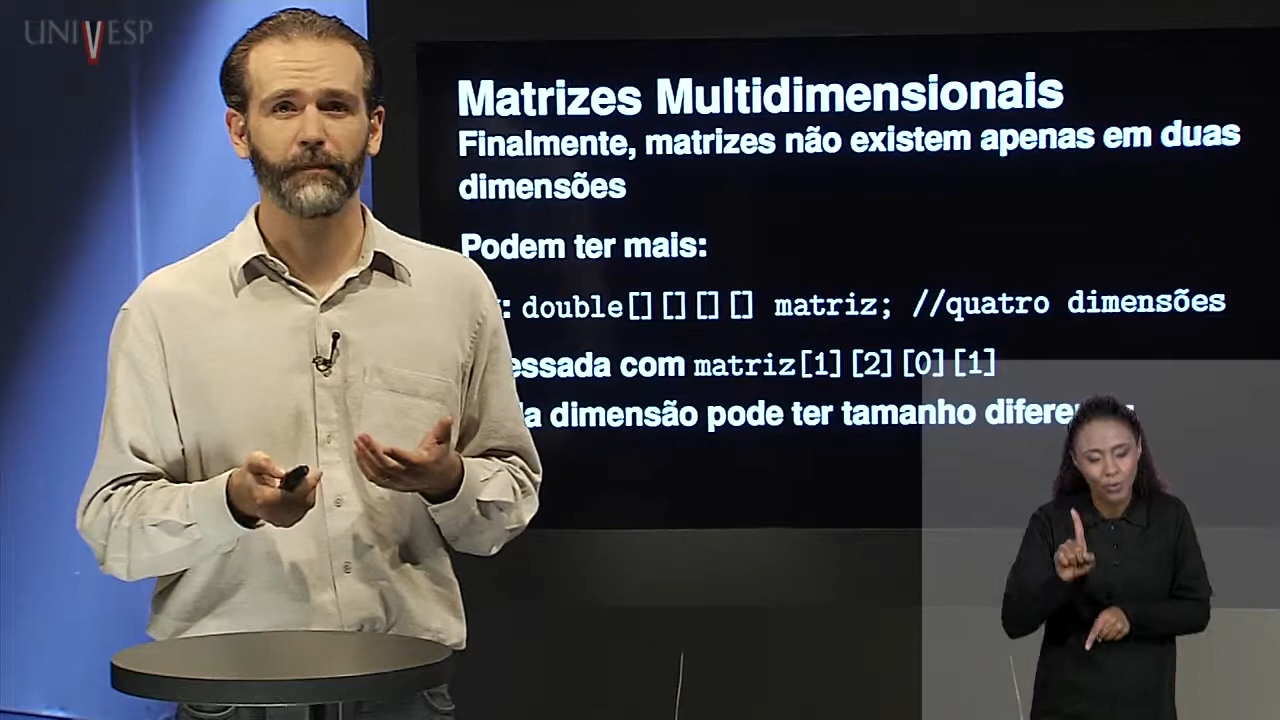 UNIVESP
Matrizes Multidimensionais
Finalmente, matrizes não existem apenas em duas
dimensões
Podem ter mais:
: double[][][][] matriz; //quatro dimensões
essada com matriz[1][2][0][1]
dimensão pode ter tamanho